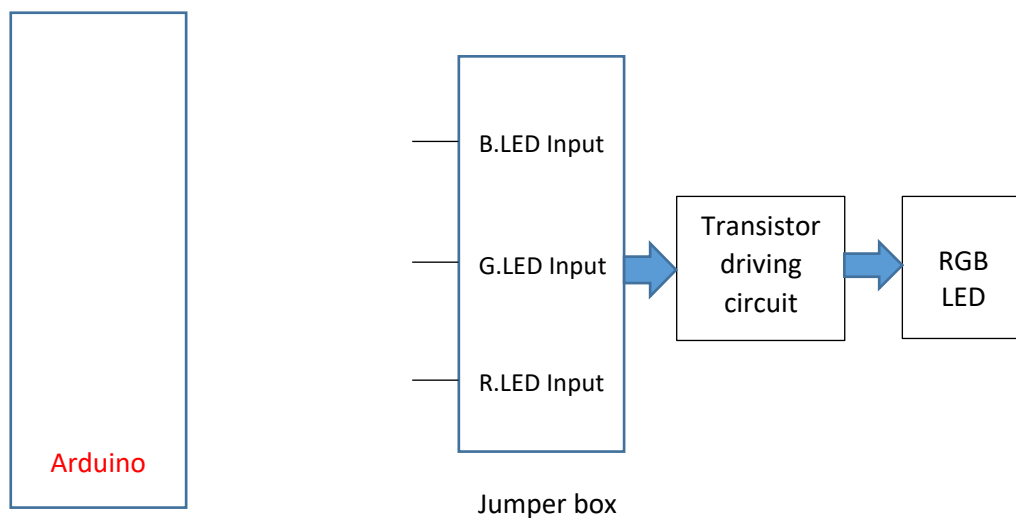 B.LED Input
G.LED Input
R.LED Input
Transistor
driving
circuit
RGB
LED
Arduino
Jumper box